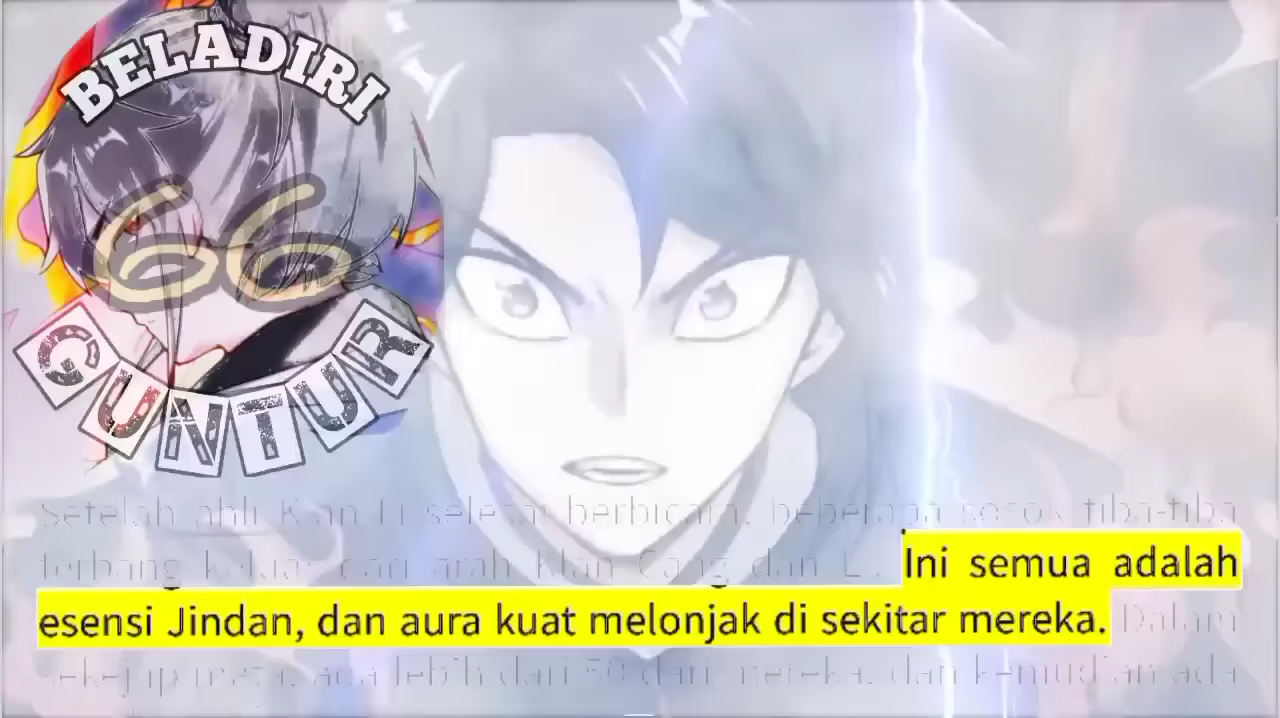 BELADIRI
66
GUNTUR
Setelah ahli Klan Li selesai berbicara, beberapa sosok tiba-tiba
terbang keluar dari arah Klan Cang dan Ini semua adalah
esensi Jindan, dan aura kuat melonjak di sekitar mereka. Dalam
sekejap mata, ada lebih dari 50 dari mereka, dan kemudian ada